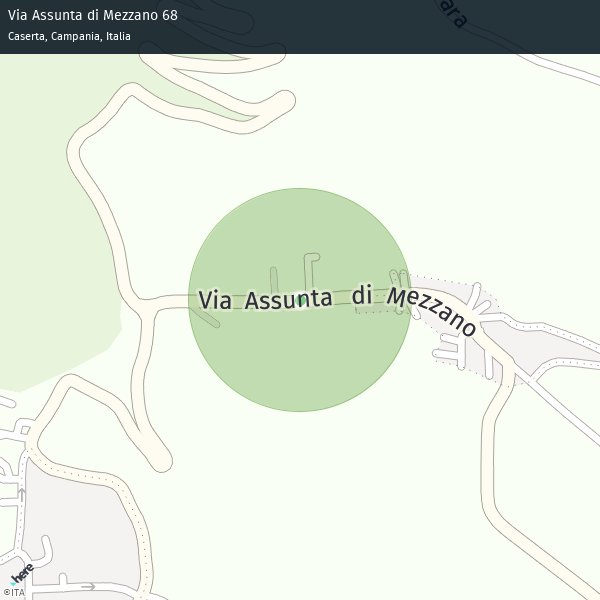 Via Assunta di Mezzano 68
Caserta, Campania, Italia
Via Assunta di Mezzano
here
©ITA